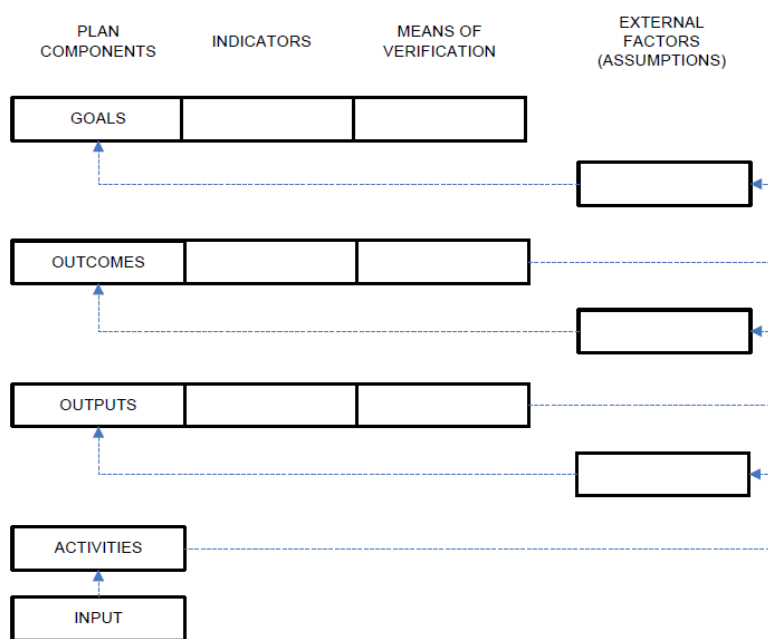 PLAN
COMPONENTS
INDICATORS
MEANS OF
VERIFICATION
EXTERNAL
FACTORS
(ASSUMPTIONS)
GOALS
OUTCOMES
OUTPUTS
ACTIVITIES
INPUT